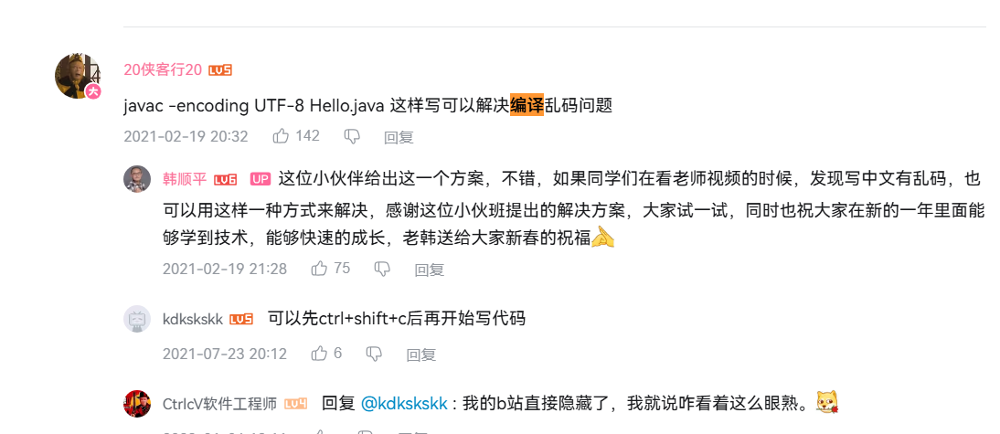 20侠客行20 LV5
javac -encoding UTF-8 Hello.java 这样写可以解决编译乱码问题
2021-02-19 20:32 142 回复
韩顺平 LV6 UP 这位小伙伴给出这一个方案，不错，如果同学们在看老师视频的时候，发现写中文有乱码，也
可以用这样一种方式来解决，感谢这位小伙班提出的解决方案，大家试一试，同时也祝大家在新的一年里面能
够学到技术，能够快速的成长，老韩送给大家新春的祝福
2021-02-19 21:28 75 回复
kdkskskk LV5 可以先ctrl+shift+c后再开始写代码
2021-07-23 20:12 6 回复
CtrlcV软件工程师 LV4 回复 @kdkskskk : 我的b站直接隐藏了，我就说咋看着这么眼熟。